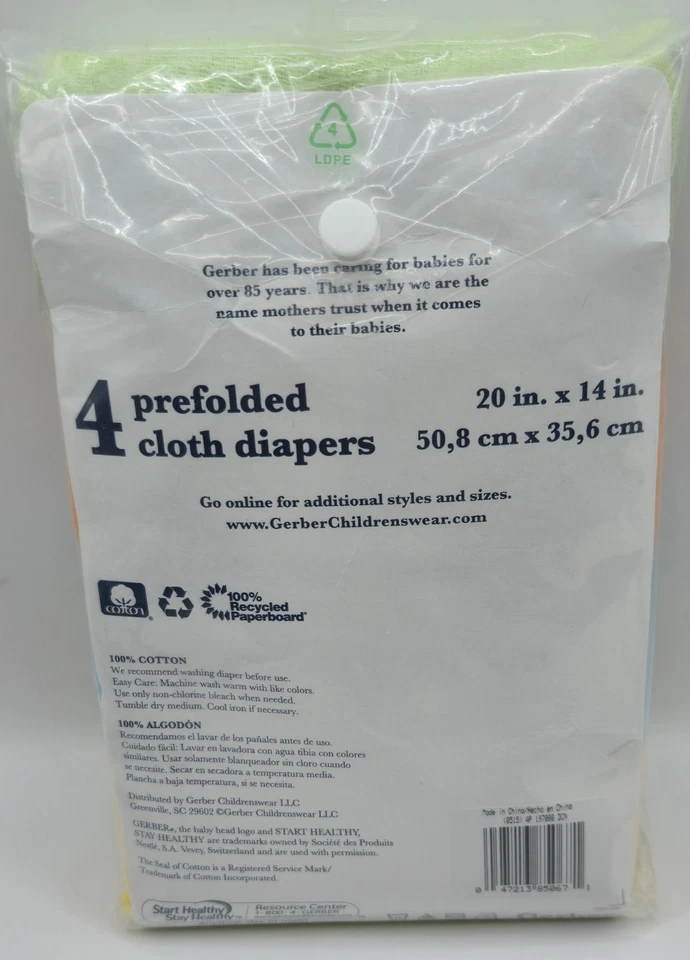 4
LDPE
Gerber has been caring for babies for
over 85 years. That is why we are the
name mothers trust when it comes
to their babies.
4 prefolded
cloth diapers
20 in. x 14 in.
50,8 cm x 35,6 cm
Go online for additional styles and sizes.
www.GerberChildrenswear.com
cotton
100%
Recycled
Paperboard
100% COTTON
We recommend washing diaper before use.
Easy Care: Machine wash warm with like colors.
Use only non-chlorine bleach when needed.
Tumble dry medium. Cool iron if necessary.
100% ALGODÓN
Recomendamos el lavar de los pañales antes de uso.
Cuidado fácil: Lavar en lavadora con agua tibia con colores
similares. Usar solamente blanqueador sin cloro cuando
se necesite. Secar en secadora a temperatura media.
Plancha a baja temperatura, si se necesita.
Distributed by Gerber Childrenswear LLC
Greenville, SC 29602 ©Gerber Childrenswear LLC
GERBER®, the baby head logo and START HEALTHY,
STAY HEALTHY are trademarks owned by Société des Produits
Nestlé, S.A. Vevey, Switzerland and are used with permission.
The Seal of Cotton is a Registered Service Mark/
Trademark of Cotton Incorporated.
Made in China/Hecho en China
0 47213 85067 1
Start Healthy
Stay Healthy™
Resource Center
1-800-4-GERBER